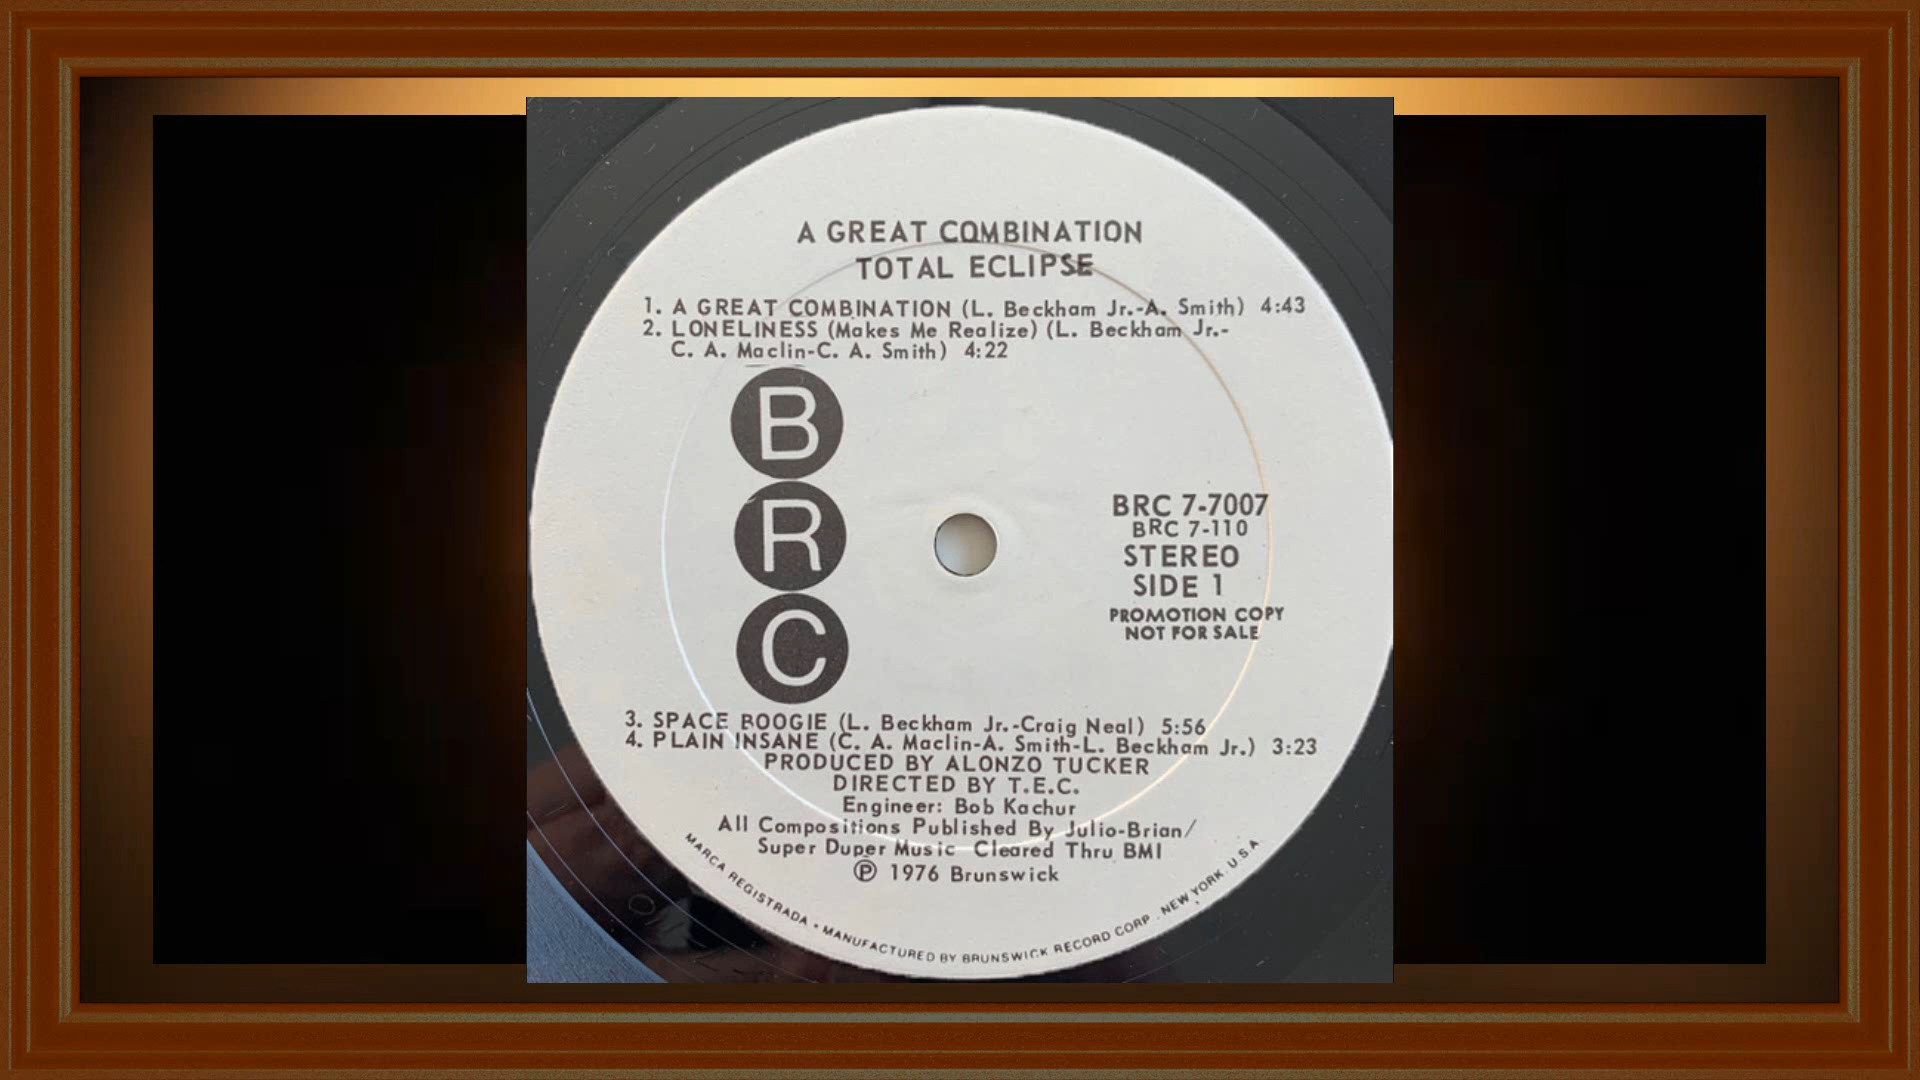 A GREAT COMBINATION
TOTAL ECLIPSE
1. A GREAT COMBINATION (L. Beckham Jr.-A. Smith) 4:43
2. LONELINESS (Makes Me Realize) (L. Beckham Jr.-
C. A. Maclin-C. A. Smith) 4:22
B
R
C
BRC 7-7007
BRC 7-110
STEREO
SIDE 1
PROMOTION COPY
NOT FOR SALE
3. SPACE BOOGIE (L. Beckham Jr.-Craig Neal) 5:56
4. PLAIN INSANE (C. A. Maclin-A. Smith-L. Beckham Jr.) 3:23
PRODUCED BY ALONZO TUCKER
DIRECTED BY T.E.C.
Engineer: Bob Kachur
All Compositions Published By Julio-Brian/
Super Duper Music Cleared Thru BMI
Ⓟ 1976 Brunswick
MARCA REGISTRADA • MANUFACTURED BY BRUNSWICK RECORD CORP. NEW YORK. U.S.A.